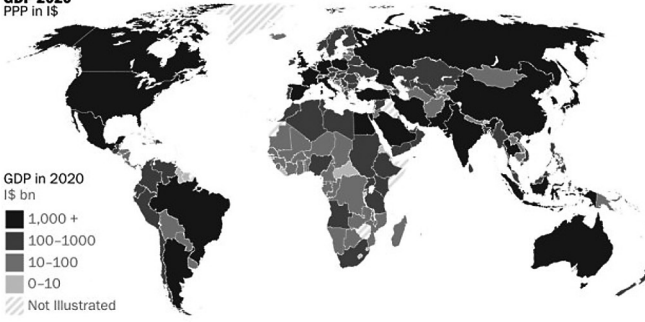 GDP 2020
PPP in I$
GDP in 2020
I$ bn
1,000 +
100–1000
10–100
0–10
Not Illustrated